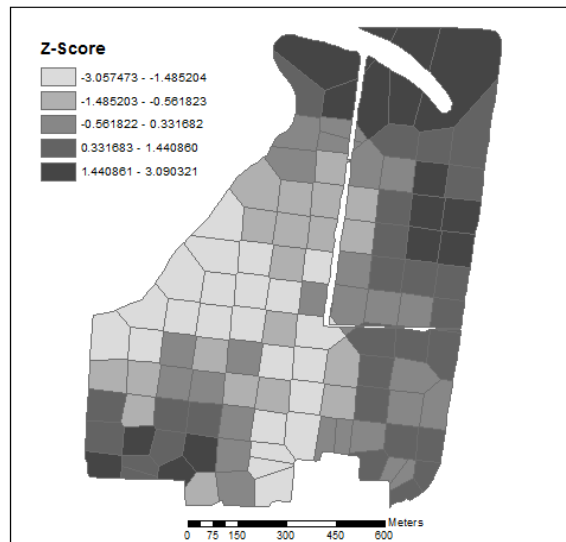 Z-Score
-3.057473 - -1.485204
-1.485203 - -0.561823
-0.561822 - 0.331682
0.331683 - 1.440860
1.440861 - 3.090321
Meters
0 75 150 300 450 600